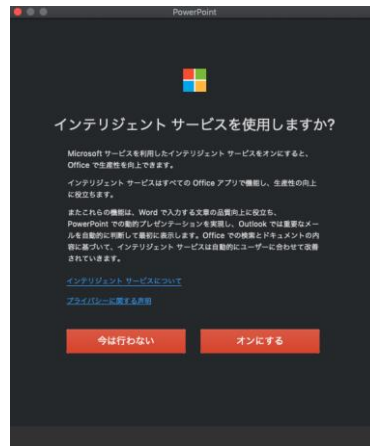 PowerPoint
インテリジェント サービスを使用しますか?
Microsoft サービスを利用したインテリジェント サービスをオンにすると、
Office で生産性を向上できます。
インテリジェント サービスはすべての Office アプリで機能し、生産性の向上
に役立ちます。
またこれらの機能は、Word で入力する文章の品質向上に役立ち、
PowerPoint での動的プレゼンテーションを実現し、Outlook では重要なメー
ルを自動的に判断して最初に表示します。Office での検索とドキュメントの内
容に基づいて、インテリジェント サービスは自動的にユーザーに合わせて改善
されていきます。
インテリジェント サービスについて
プライバシーに関する声明
今は行わない
オンにする